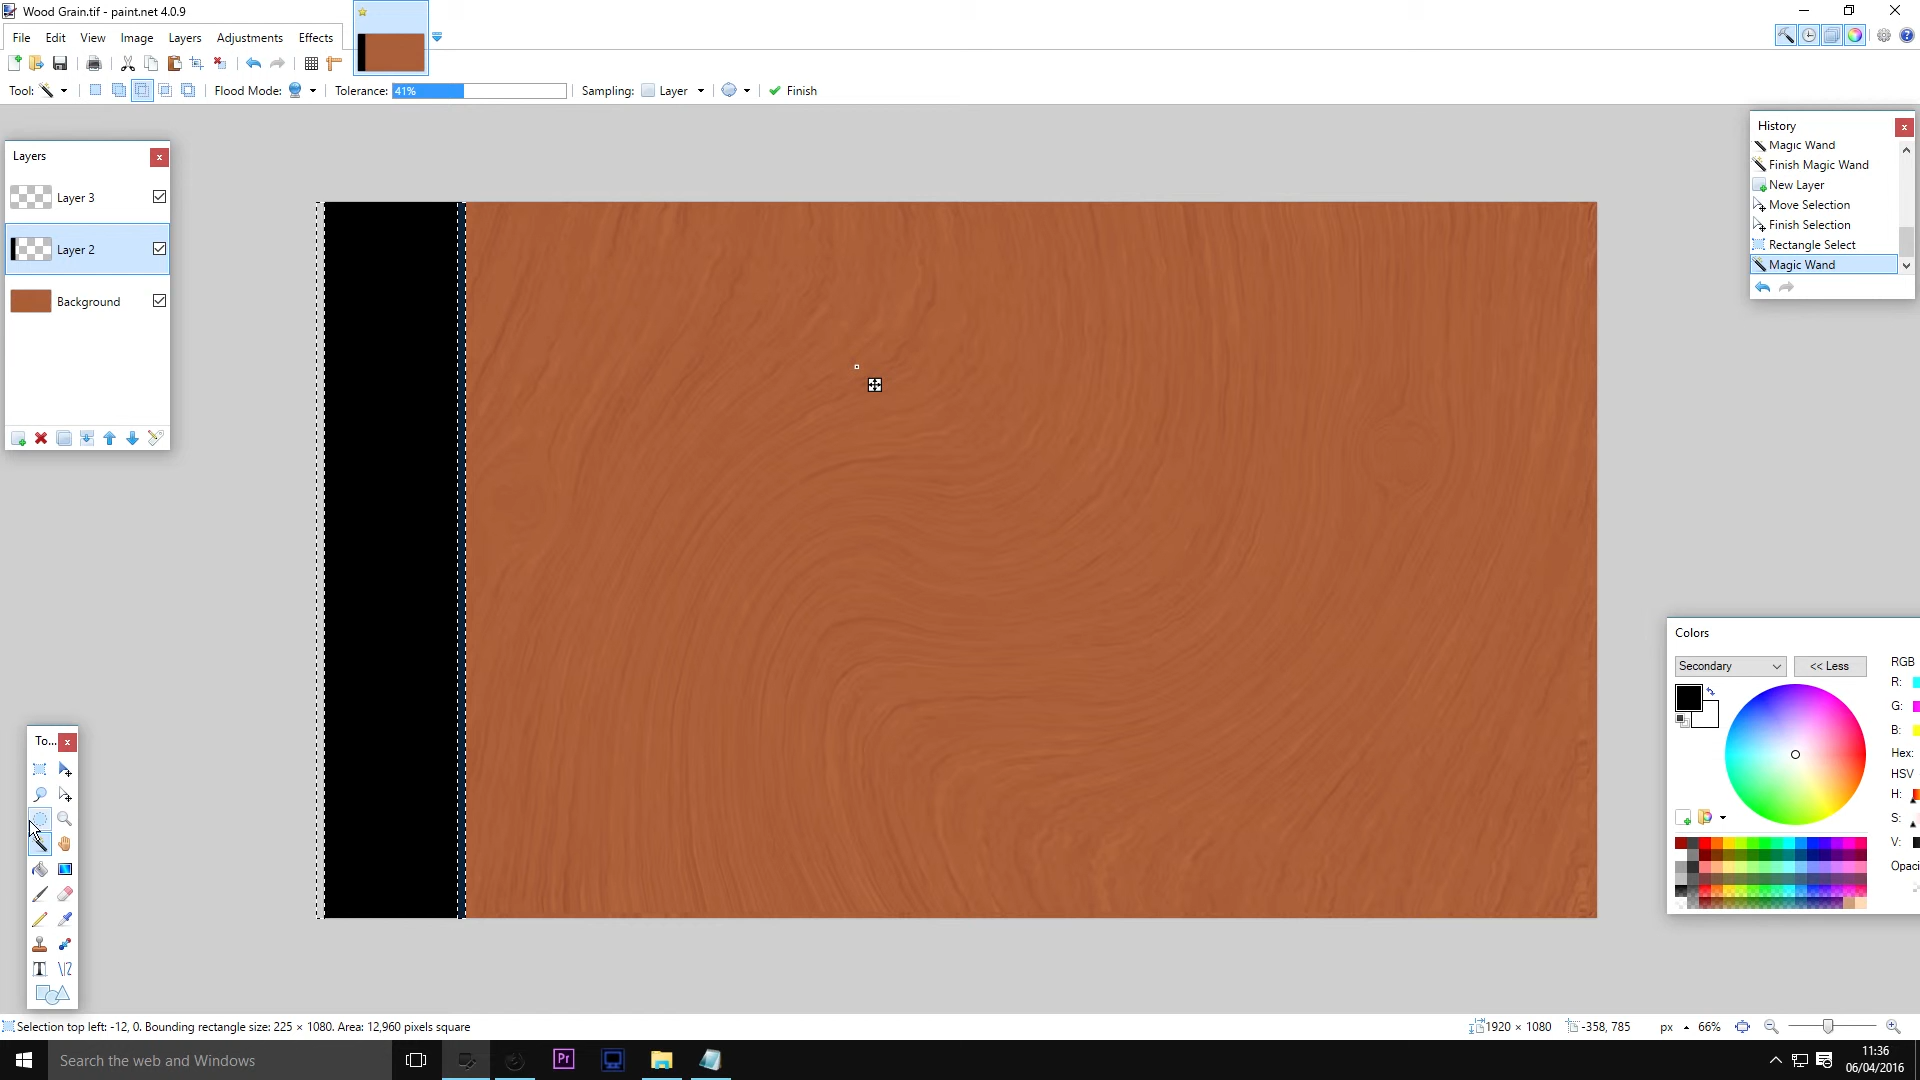 Wood Grain.tif - paint.net 4.0.9
File Edit View Image Layers Adjustments Effects
Tool: Flood Mode: Tolerance: 41% Sampling: Layer Finish
Layers
Layer 3
Layer 2
Background
History
Magic Wand
Finish Magic Wand
New Layer
Move Selection
Finish Selection
Rectangle Select
Magic Wand
Colors
Secondary << Less RGB
R:
G:
B:
Hex:
HSV
H:
S:
V:
Opaci
To...
Selection top left: -12, 0. Bounding rectangle size: 225 × 1080. Area: 12,960 pixels square 1920 × 1080 -358, 785 px 66%
Search the web and Windows Pr
11:36
06/04/2016